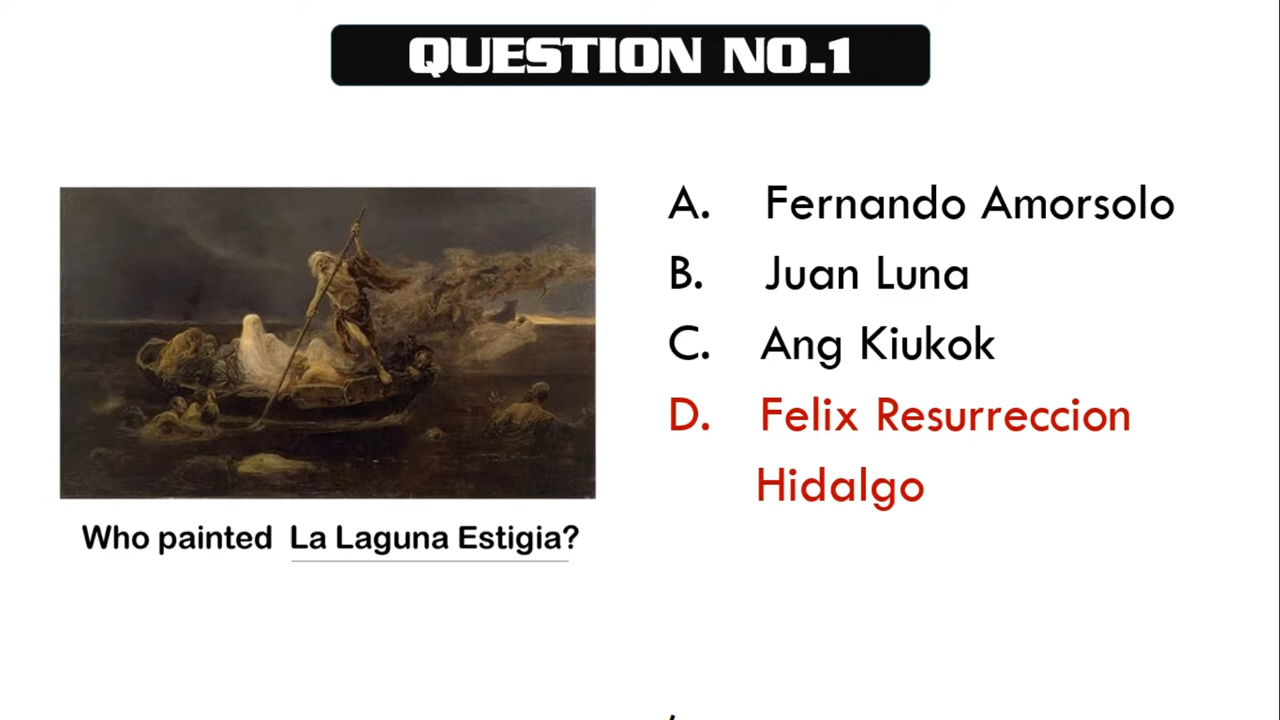 QUESTION NO.1
A. Fernando Amorsolo
B. Juan Luna
C. Ang Kiukok
D. Felix Resurreccion
Hidalgo
Who painted La Laguna Estigia?